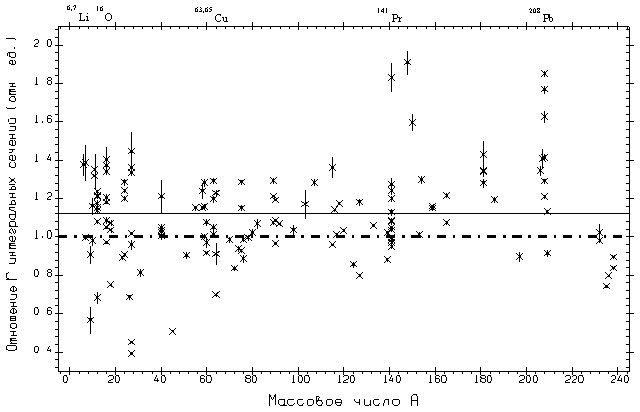 6,7 Li 16 O 63,65 Cu 141 Pr 208 Pb
Отношение Г интегральных сечений (отн. ед.)
2 0
1 8
1 6
1 4
1 2
1 0
0 8
0 6
0 4
0 20 40 60 80 100 120 140 160 180 200 220 240
Массовое число А